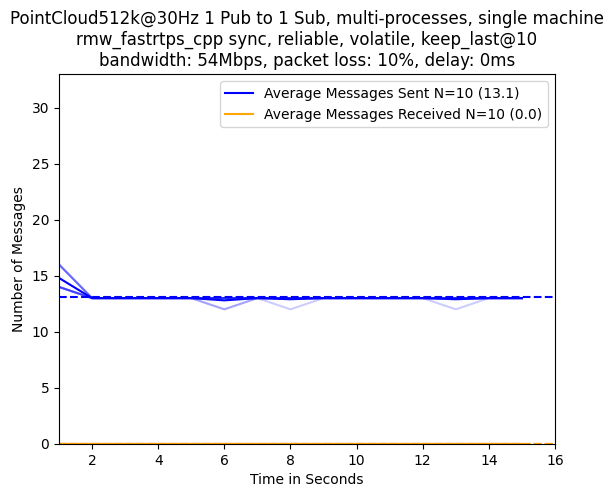 PointCloud512k@30Hz 1 Pub to 1 Sub, multi-processes, single machine
rmw_fastrtps_cpp sync, reliable, volatile, keep_last@10
bandwidth: 54Mbps, packet loss: 10%, delay: 0ms
Average Messages Sent N=10 (13.1)
Average Messages Received N=10 (0.0)
Number of Messages
30
25
20
15
10
5
0
2
4
6
8
10
12
14
16
Time in Seconds